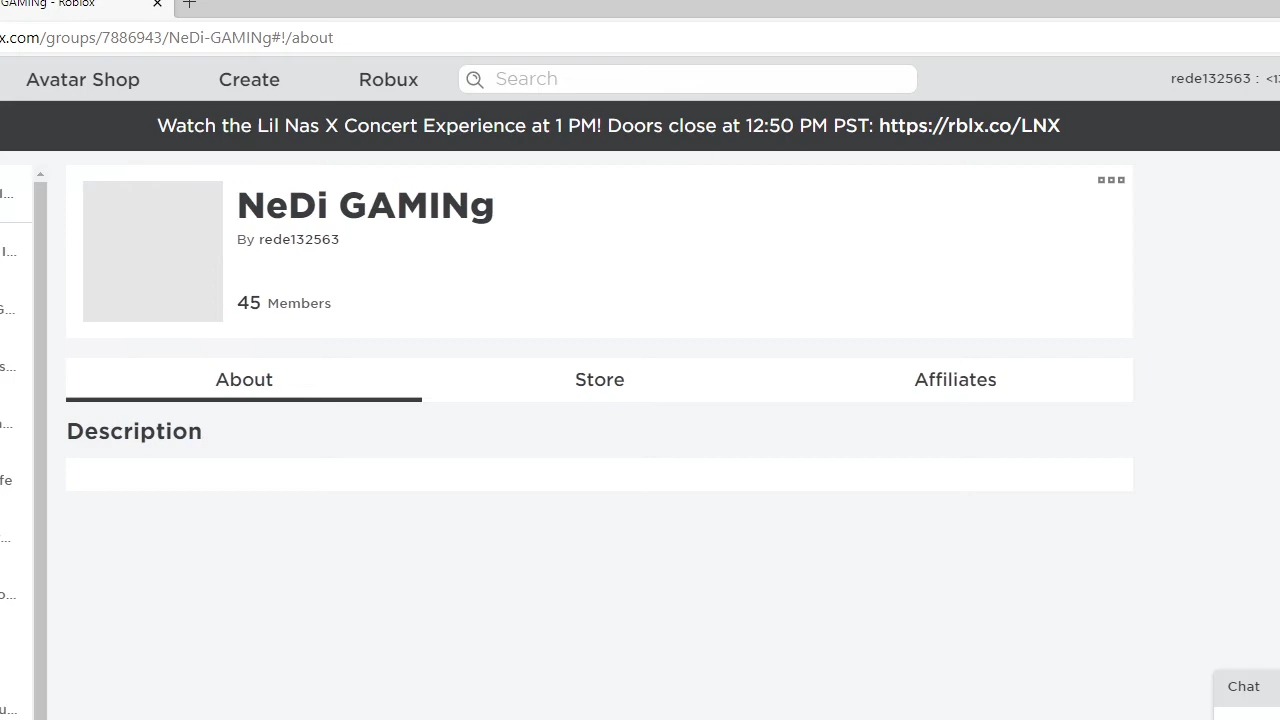 GAMINg - Roblox
x.com/groups/7886943/NeDi-GAMINg#!/about
Avatar Shop Create Robux Search rede132563 : <13
Watch the Lil Nas X Concert Experience at 1 PM! Doors close at 12:50 PM PST: https://rblx.co/LNX
NeDi GAMINg
By rede132563
45 Members
About Store Affiliates
Description
Chat